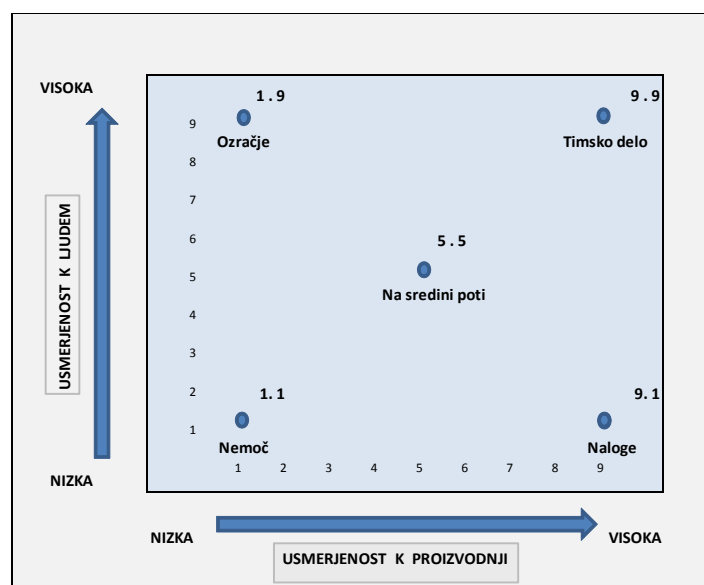 VISOKA
1 . 9
9 . 9
9
Ozračje
Timsko delo
8
7
6
5 . 5
5
Na sredini poti
4
3
2
1. 1
9. 1
1
Nemoč
Naloge
1 2 3 4 5 6 7 8 9
USMERJENOST K LJUDEM
NIZKA
NIZKA
VISOKA
USMERJENOST K PROIZVODNJI